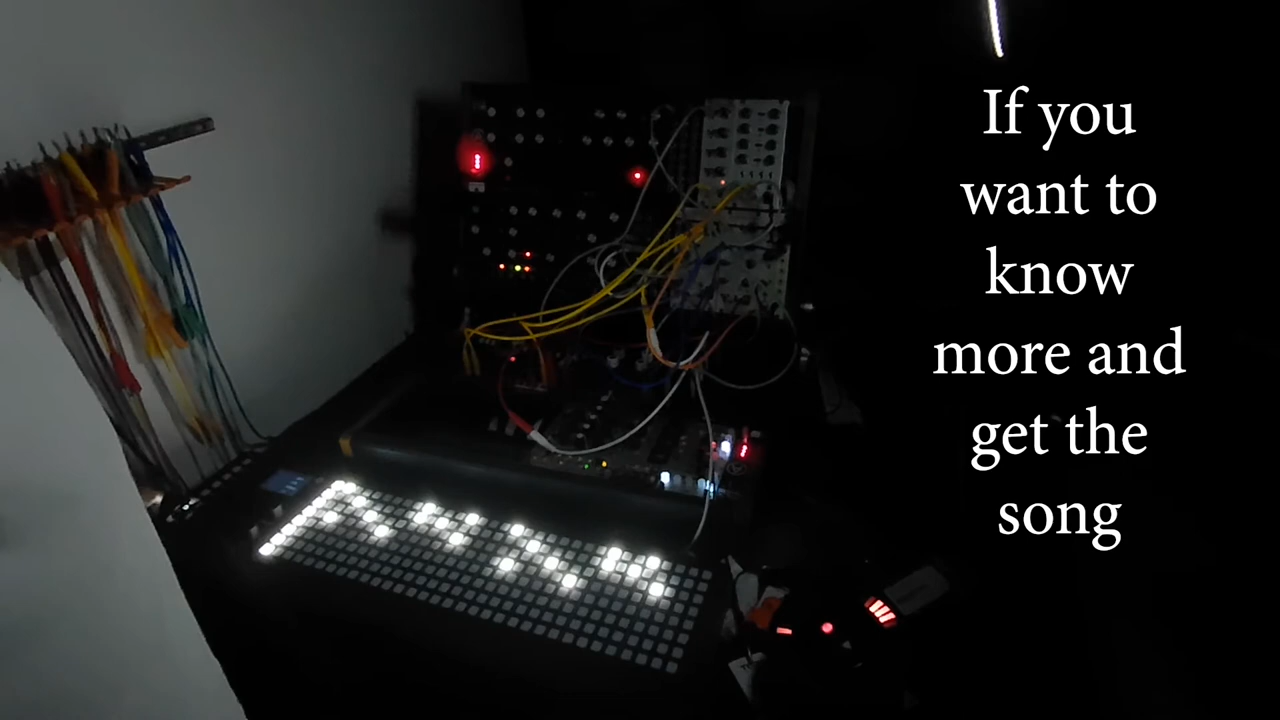 If you
want to
know
more and
get the
song